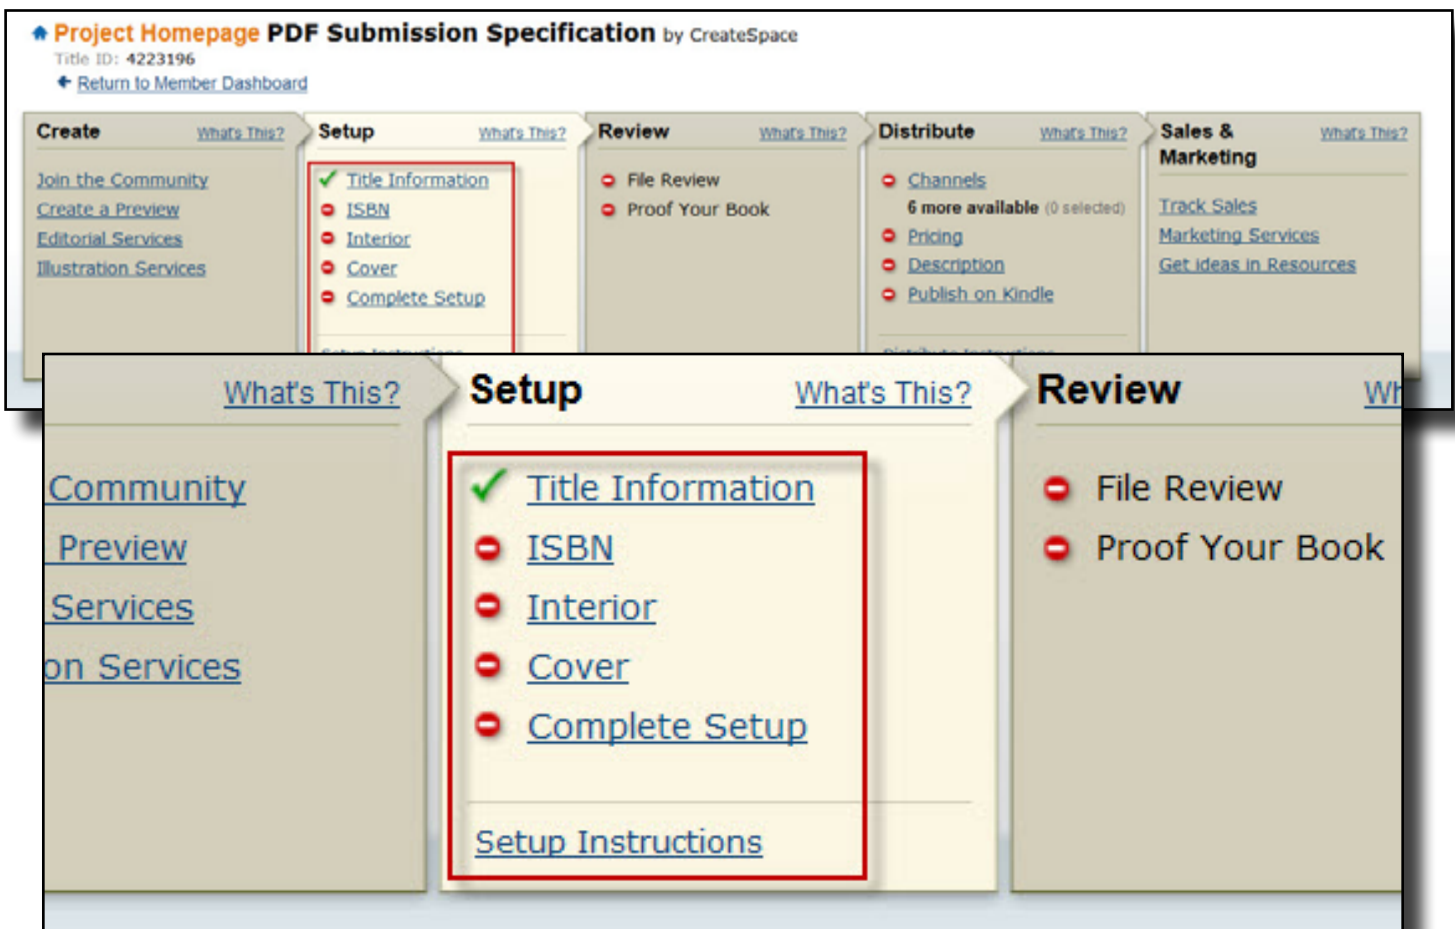 Project Homepage PDF Submission Specification by CreateSpace
Title ID: 4223196
Return to Member Dashboard
Create What's This?
Join the Community
Create a Preview
Editorial Services
Illustration Services
Setup What's This?
Title Information
ISBN
Interior
Cover
Complete Setup
Setup Instructions
Review What's This?
File Review
Proof Your Book
Distribute What's This?
Channels
6 more available (0 selected)
Pricing
Description
Publish on Kindle
Distribute Instructions
Sales & What's This?
Marketing
Track Sales
Marketing Services
Get ideas in Resources
What's This?
Community
Preview
Services
on Services
Setup What's This?
Title Information
ISBN
Interior
Cover
Complete Setup
Setup Instructions
Review Wh
File Review
Proof Your Book